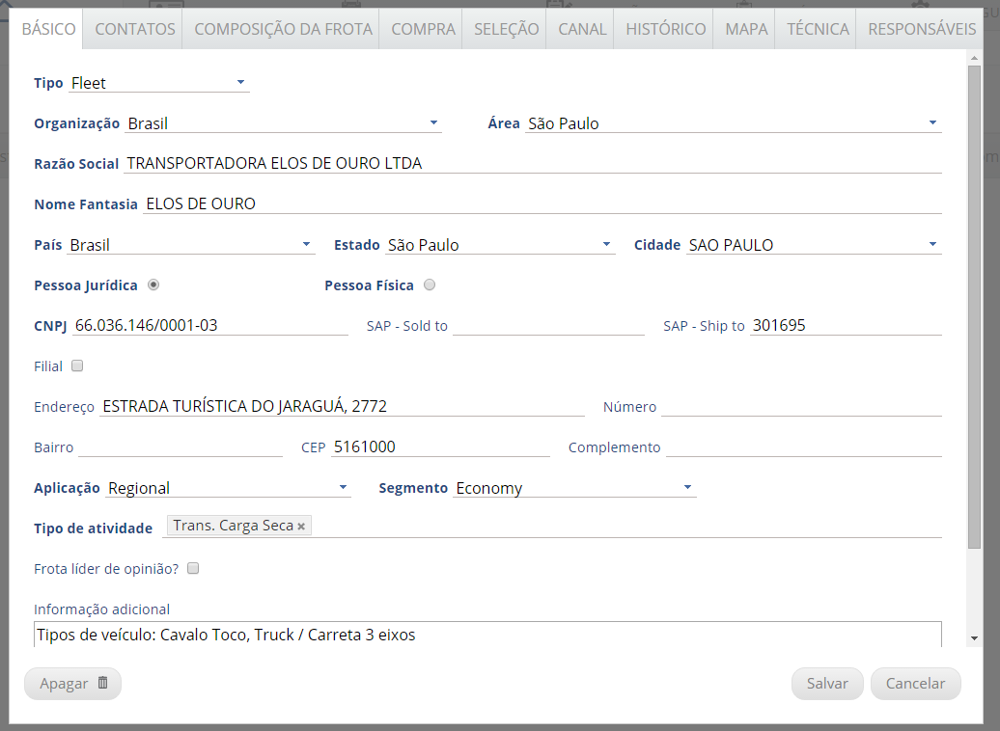 BÁSICO CONTATOS COMPOSIÇÃO DA FROTA COMPRA SELEÇÃO CANAL HISTÓRICO MAPA TÉCNICA RESPONSÁVEIS
Tipo Fleet
Organização Brasil Área São Paulo
Razão Social TRANSPORTADORA ELOS DE OURO LTDA
Nome Fantasia ELOS DE OURO
País Brasil Estado São Paulo Cidade SAO PAULO
Pessoa Jurídica Pessoa Física
CNPJ 66.036.146/0001-03 SAP - Sold to SAP - Ship to 301695
Filial
Endereço ESTRADA TURÍSTICA DO JARAGUÁ, 2772 Número
Bairro CEP 5161000 Complemento
Aplicação Regional Segmento Economy
Tipo de atividade Trans. Carga Seca ×
Frota líder de opinião?
Informação adicional
Tipos de veículo: Cavalo Toco, Truck / Carreta 3 eixos
Apagar Salvar Cancelar